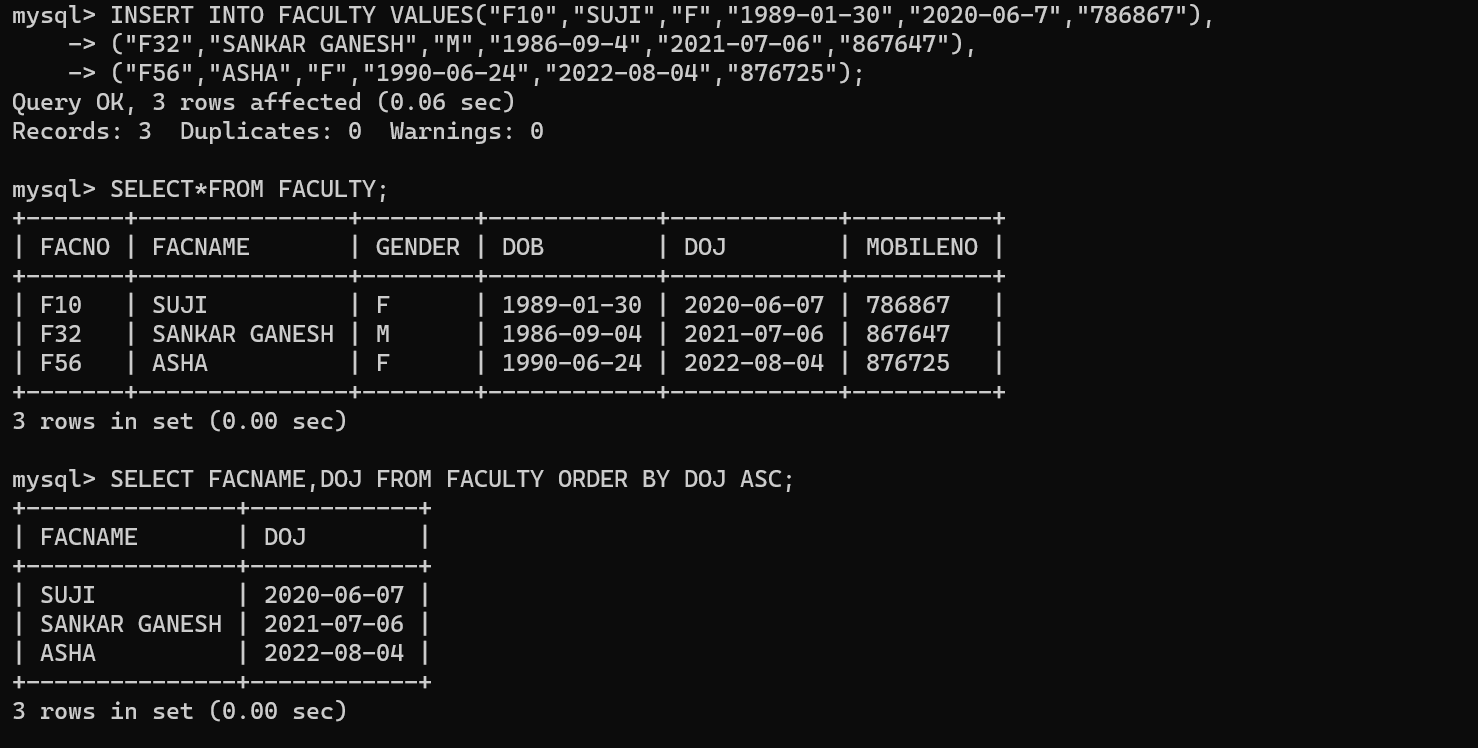 mysql> INSERT INTO FACULTY VALUES("F10","SUJI","F","1989-01-30","2020-06-7","786867"),
    -> ("F32","SANKAR GANESH","M","1986-09-4","2021-07-06","867647"),
    -> ("F56","ASHA","F","1990-06-24","2022-08-04","876725");
Query OK, 3 rows affected (0.06 sec)
Records: 3  Duplicates: 0  Warnings: 0

mysql> SELECT*FROM FACULTY;
+-------+---------------+--------+------------+------------+----------+
| FACNO | FACNAME       | GENDER | DOB        | DOJ        | MOBILENO |
+-------+---------------+--------+------------+------------+----------+
| F10   | SUJI          | F      | 1989-01-30 | 2020-06-07 | 786867   |
| F32   | SANKAR GANESH | M      | 1986-09-04 | 2021-07-06 | 867647   |
| F56   | ASHA          | F      | 1990-06-24 | 2022-08-04 | 876725   |
+-------+---------------+--------+------------+------------+----------+
3 rows in set (0.00 sec)

mysql> SELECT FACNAME,DOJ FROM FACULTY ORDER BY DOJ ASC;
+---------------+------------+
| FACNAME       | DOJ        |
+---------------+------------+
| SUJI          | 2020-06-07 |
| SANKAR GANESH | 2021-07-06 |
| ASHA          | 2022-08-04 |
+---------------+------------+
3 rows in set (0.00 sec)